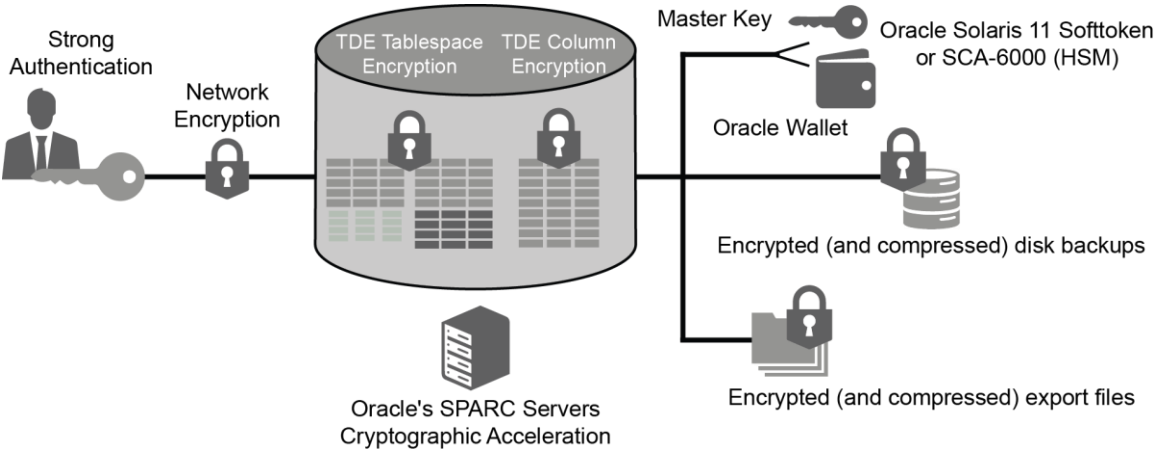 Strong
Authentication
Network
Encryption
TDE Tablespace
Encryption
TDE Column
Encryption
Master Key
Oracle Solaris 11 Softtoken
or SCA-6000 (HSM)
Oracle Wallet
Encrypted (and compressed) disk backups
Encrypted (and compressed) export files
Oracle's SPARC Servers
Cryptographic Acceleration